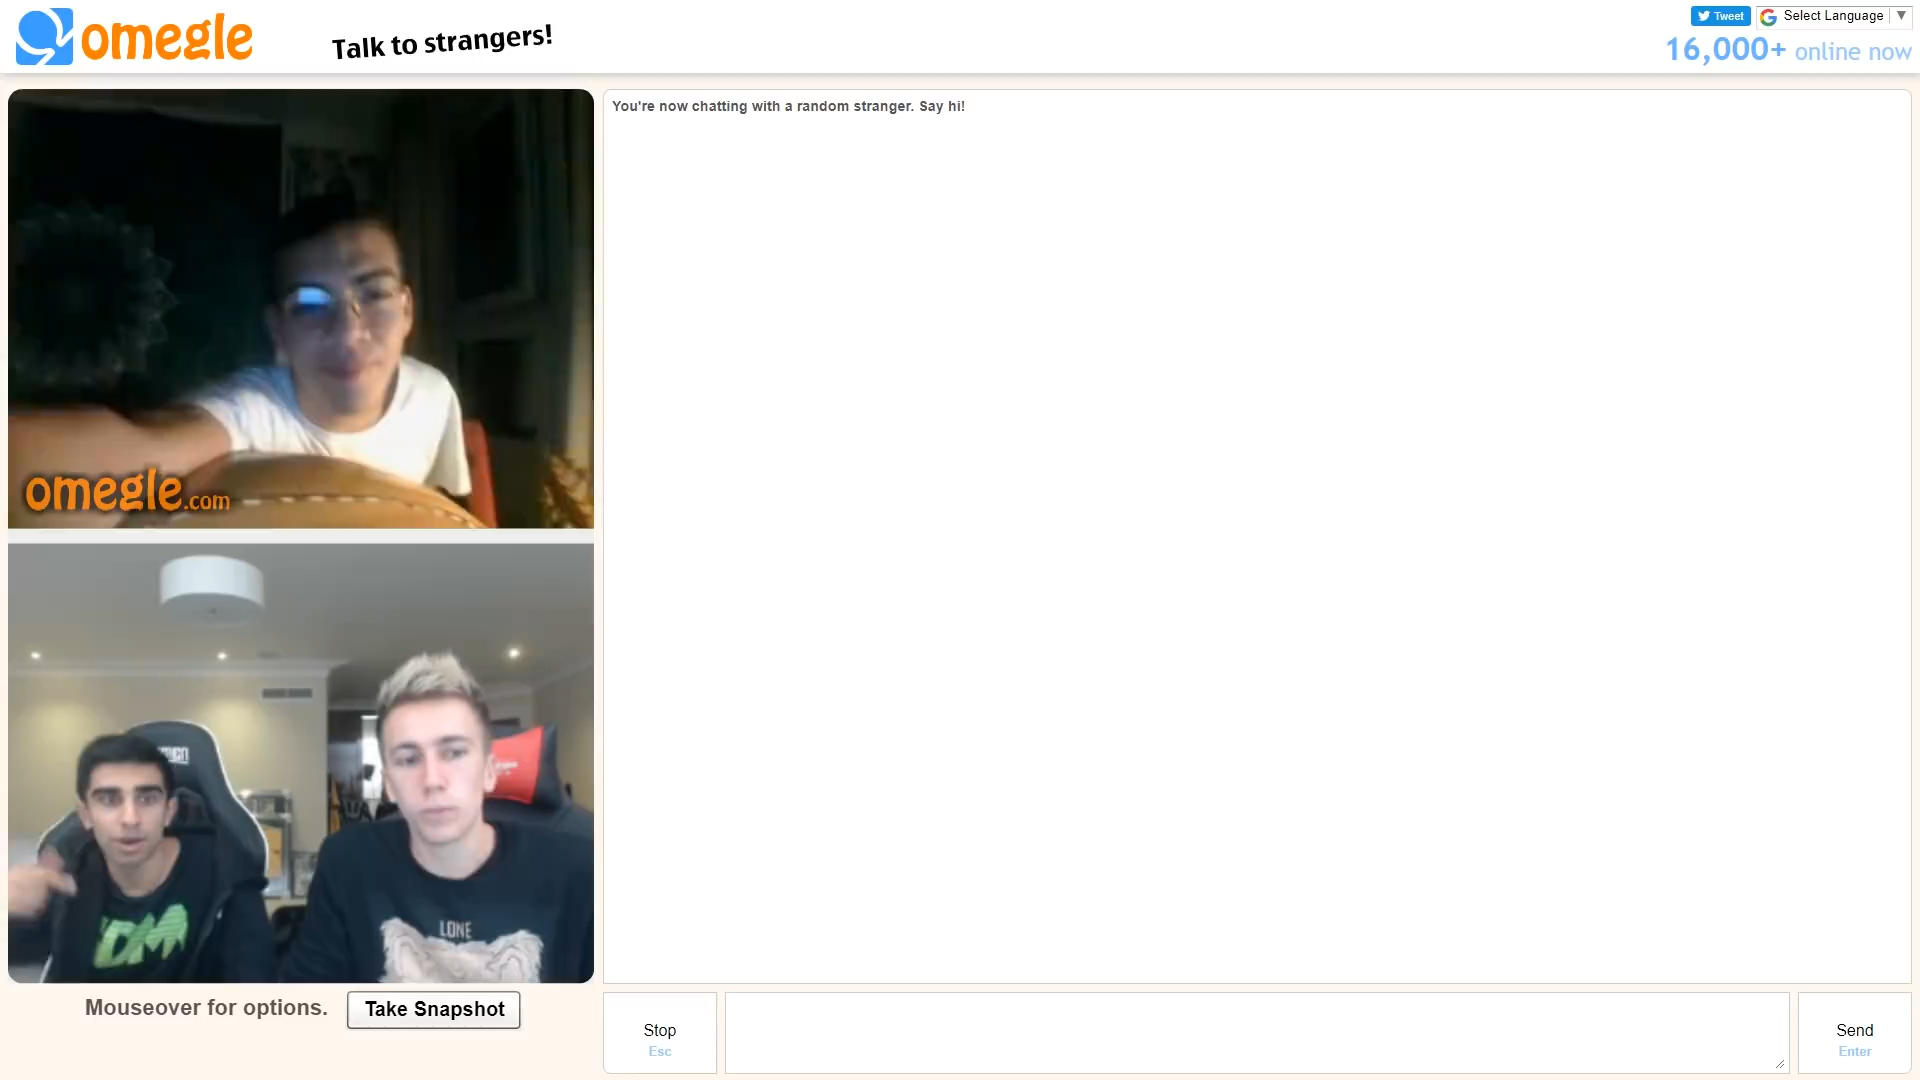 omegle
Talk to strangers!
Tweet
Select Language
16,000+ online now
You're now chatting with a random stranger. Say hi!
omegle.com
LONE
Mouseover for options.
Take Snapshot
Stop
Esc
Send
Enter